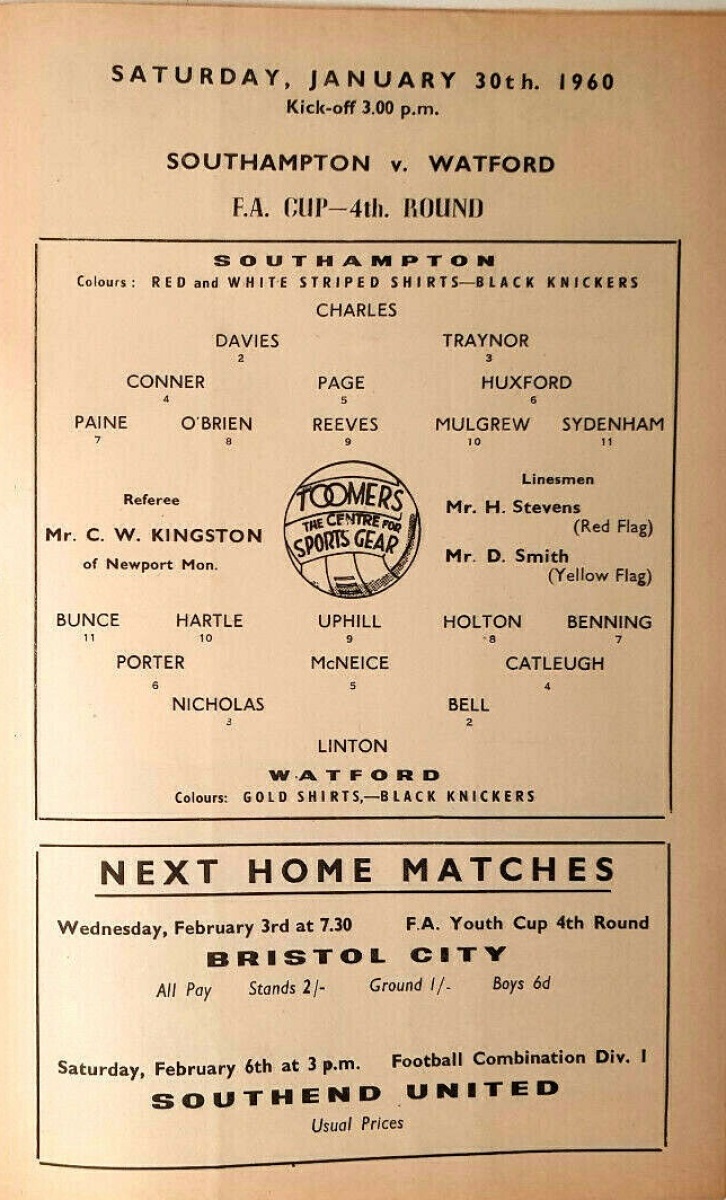 SATURDAY, JANUARY 30th. 1960
Kick-off 3.00 p.m.
SOUTHAMPTON v. WATFORD
F.A. CUP—4th. ROUND
SOUTHAMPTON
Colours : RED and WHITE STRIPED SHIRTS—BLACK KNICKERS
CHARLES
DAVIES TRAYNOR
2 3
CONNER PAGE HUXFORD
4 5 6
PAINE O'BRIEN REEVES MULGREW SYDENHAM
7 8 9 10 11
Referee
Mr. C. W. KINGSTON
of Newport Mon.
TOOMERS
THE CENTRE FOR
SPORTS GEAR
Linesmen
Mr. H. Stevens
(Red Flag)
Mr. D. Smith
(Yellow Flag)
BUNCE HARTLE UPHILL HOLTON BENNING
11 10 9 8 7
PORTER McNEICE CATLEUGH
6 5 4
NICHOLAS BELL
3 2
LINTON
WATFORD
Colours: GOLD SHIRTS,—BLACK KNICKERS
NEXT HOME MATCHES
Wednesday, February 3rd at 7.30 F.A. Youth Cup 4th Round
BRISTOL CITY
All Pay Stands 2/- Ground 1/- Boys 6d
Saturday, February 6th at 3 p.m. Football Combination Div. 1
SOUTHEND UNITED
Usual Prices